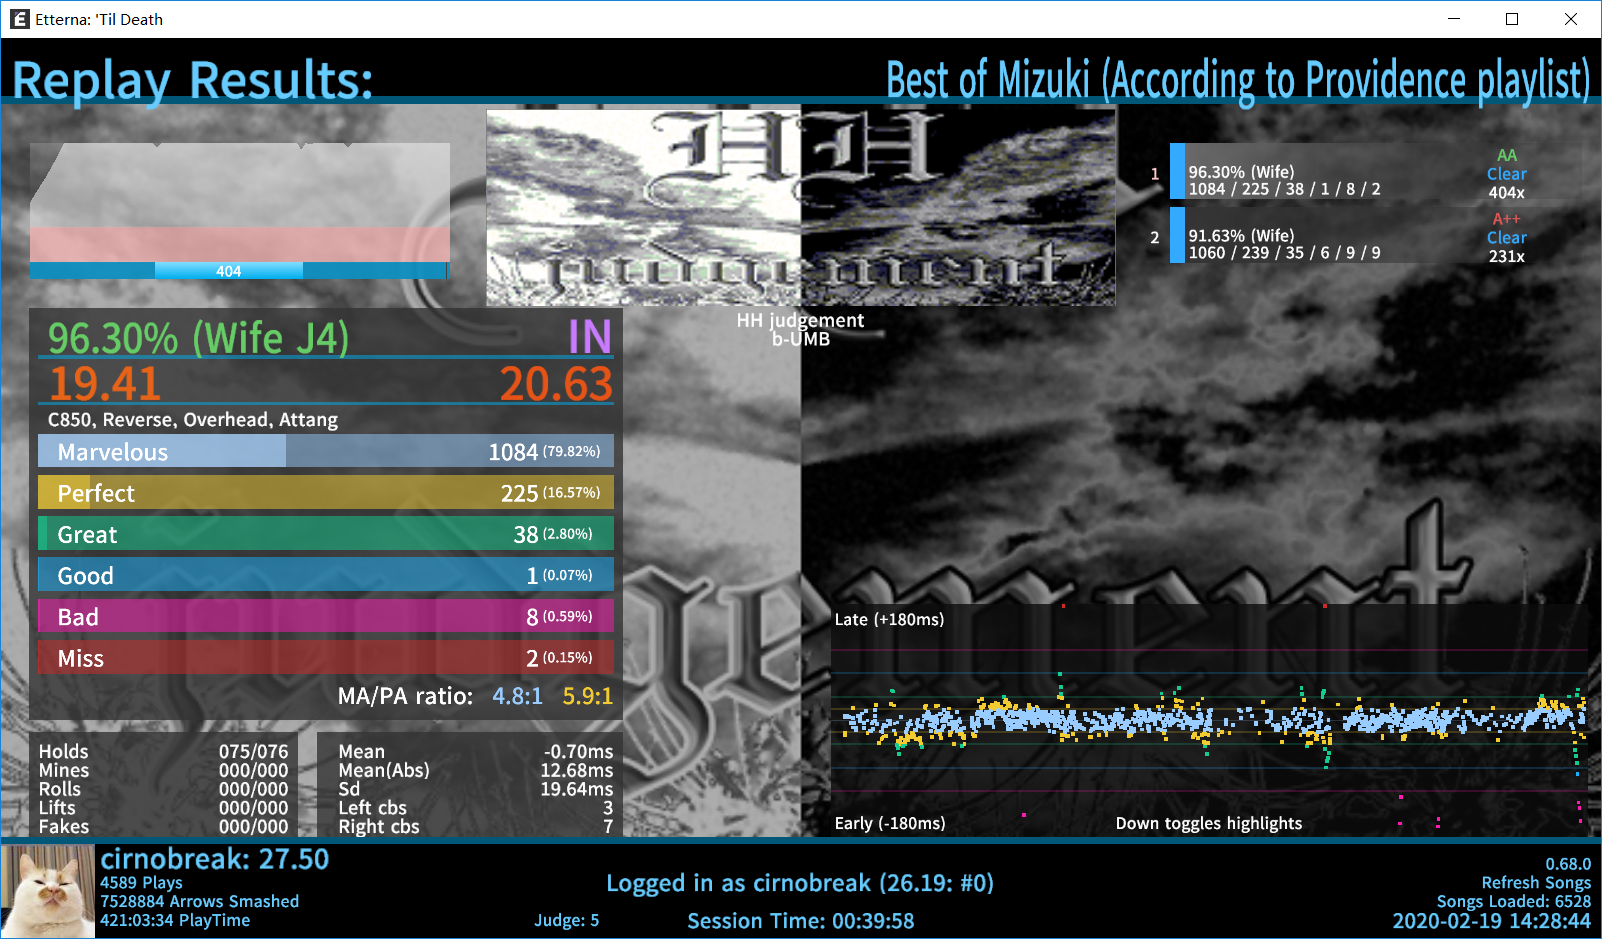 Etterna: 'Til Death
Replay Results:
Best of Mizuki (According to Providence playlist)
404
HH
judgement
HH judgement
b-UMB
1
96.30% (Wife)
1084 / 225 / 38 / 1 / 8 / 2
AA
Clear
404x
2
91.63% (Wife)
1060 / 239 / 35 / 6 / 9 / 9
A++
Clear
231x
96.30% (Wife J4)
IN
19.41
20.63
C850, Reverse, Overhead, Attang
Marvelous 1084 (79.82%)
Perfect 225 (16.57%)
Great 38 (2.80%)
Good 1 (0.07%)
Bad 8 (0.59%)
Miss 2 (0.15%)
MA/PA ratio: 4.8:1 5.9:1
Holds 075/076
Mines 000/000
Rolls 000/000
Lifts 000/000
Fakes 000/000
Mean -0.70ms
Mean(Abs) 12.68ms
Sd 19.64ms
Left cbs 3
Right cbs 7
Late (+180ms)
Early (-180ms)
Down toggles highlights
cirnobreak: 27.50
4589 Plays
7528884 Arrows Smashed
421:03:34 PlayTime
Judge: 5
Logged in as cirnobreak (26.19: #0)
Session Time: 00:39:58
0.68.0
Refresh Songs
Songs Loaded: 6528
2020-02-19 14:28:44